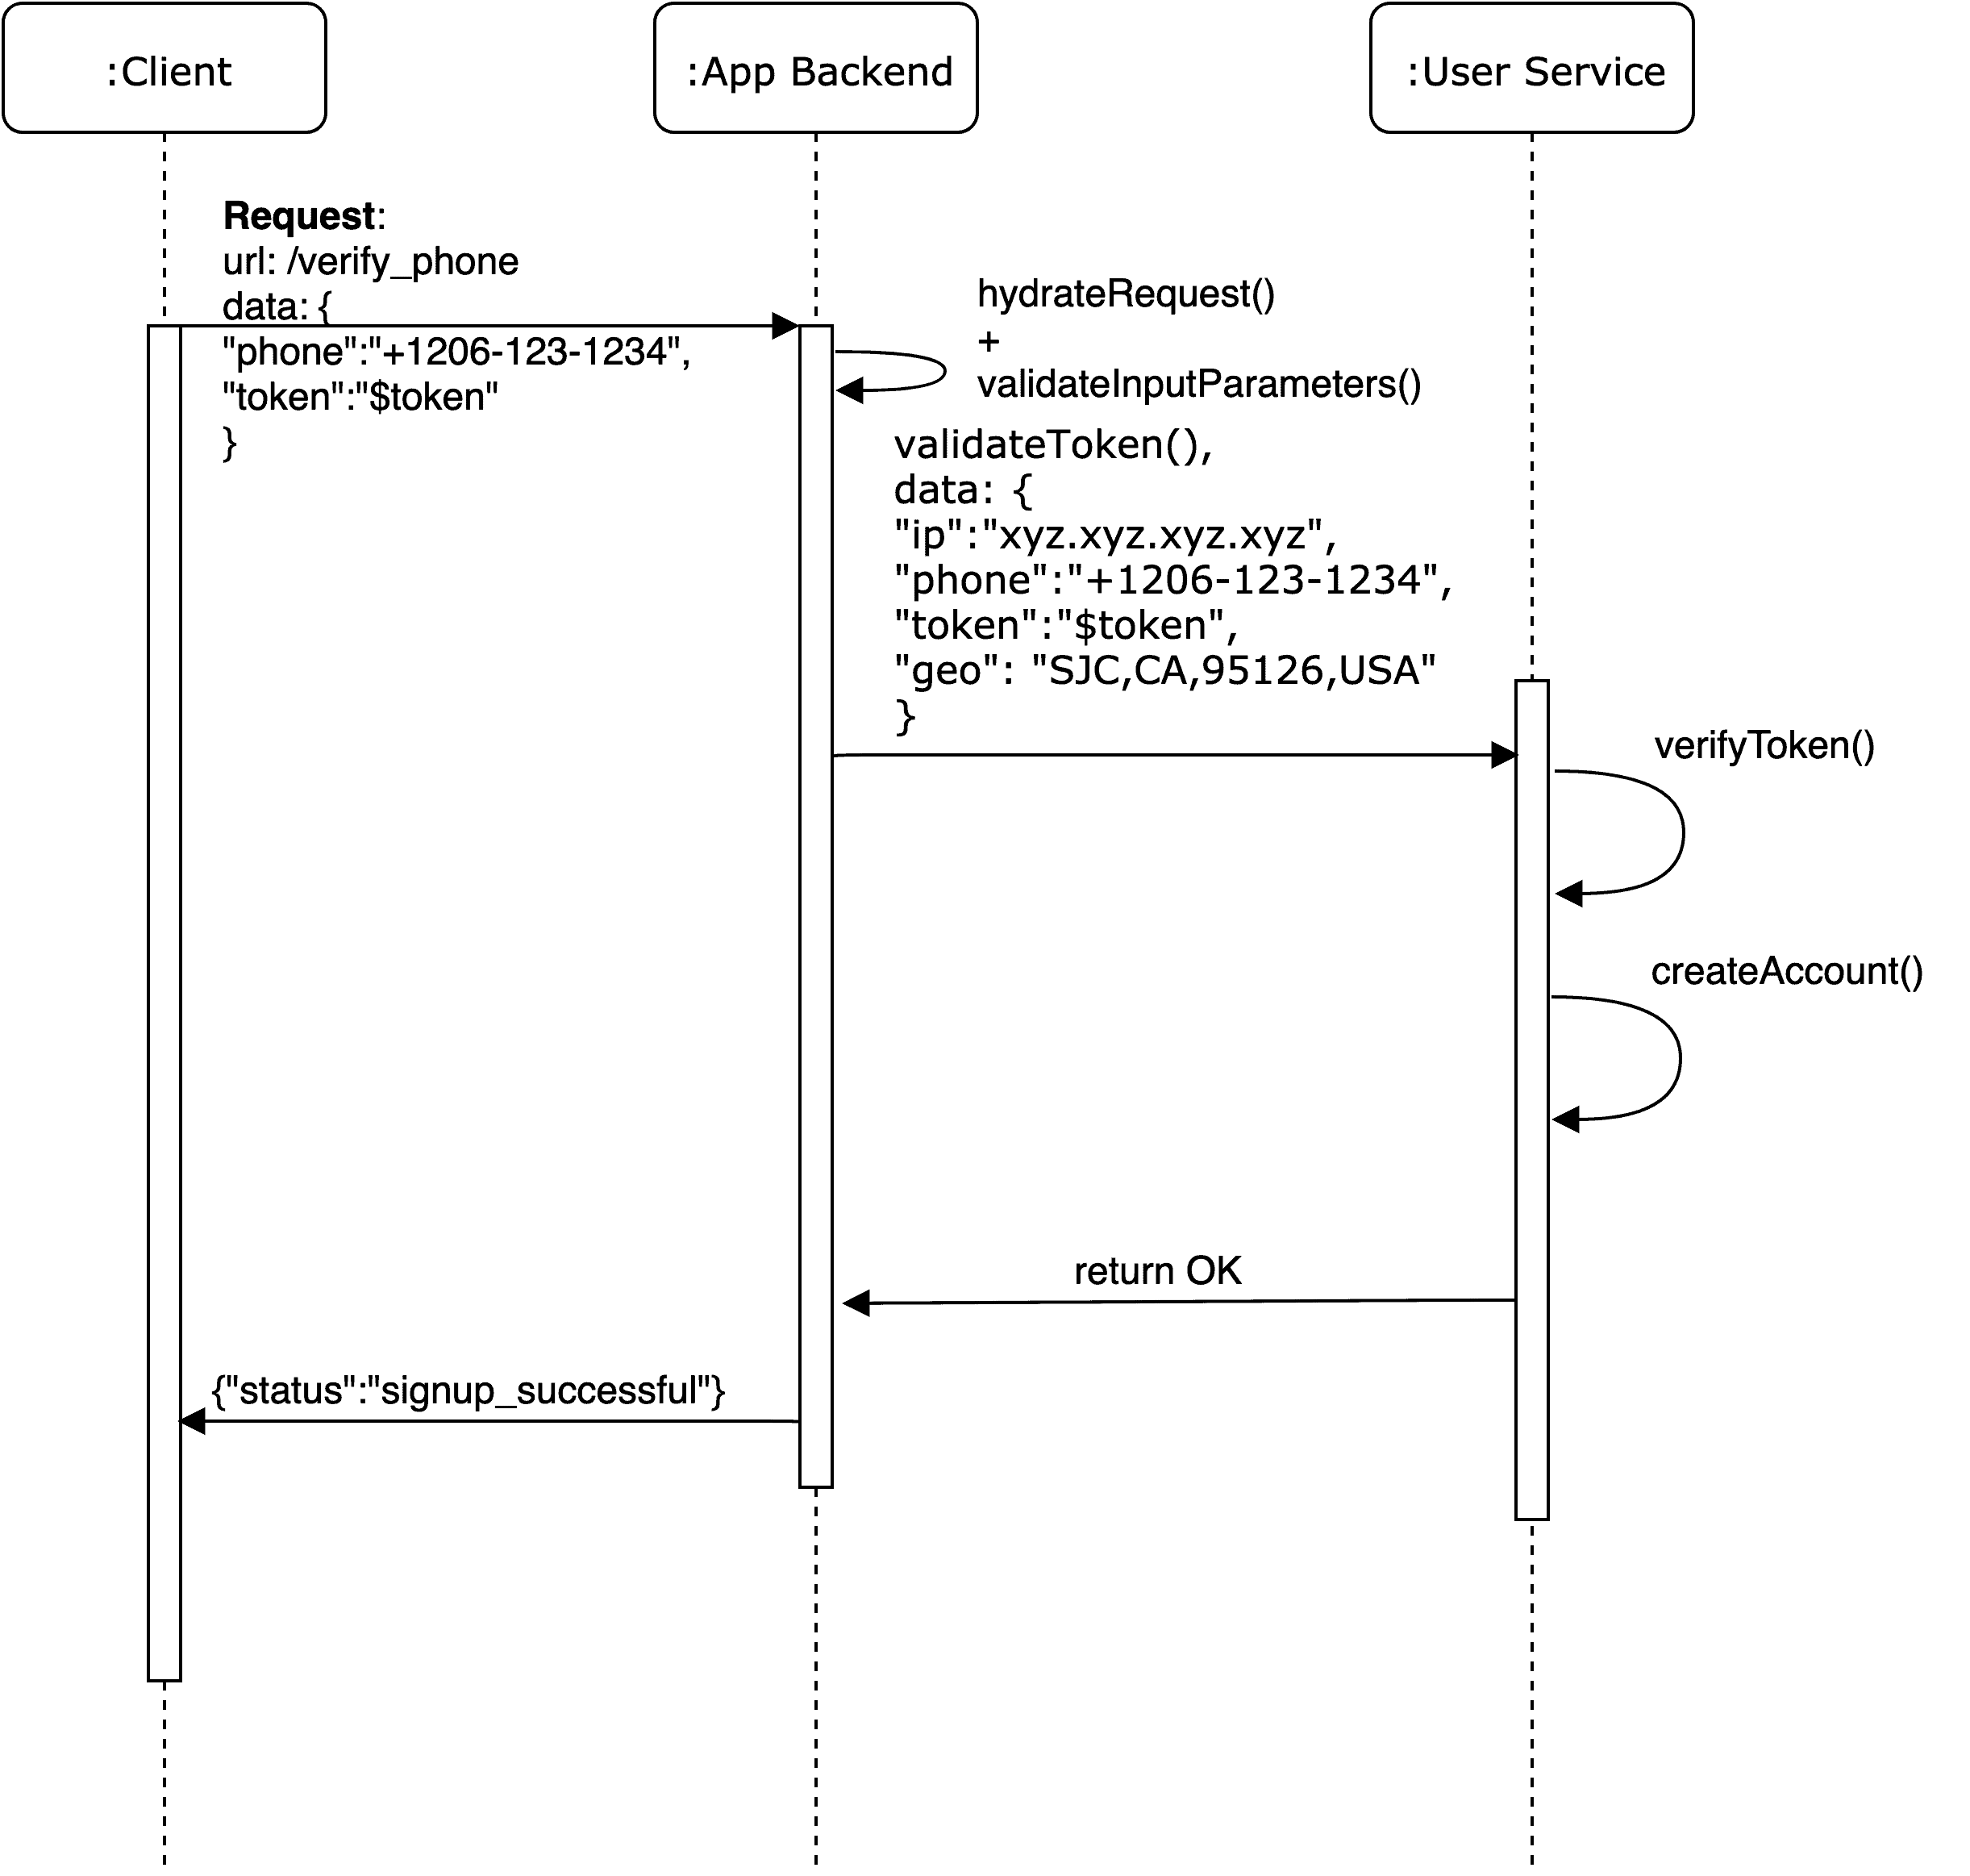 :Client
:App Backend
:User Service
Request:
url: /verify_phone
data: {
"phone":"+1206-123-1234",
"token":"$token"
}
hydrateRequest()
+
validateInputParameters()
validateToken(),
data: {
"ip":"xyz.xyz.xyz.xyz",
"phone":"+1206-123-1234",
"token":"$token",
"geo": "SJC,CA,95126,USA"
}
verifyToken()
createAccount()
return OK
{"status":"signup_successful"}